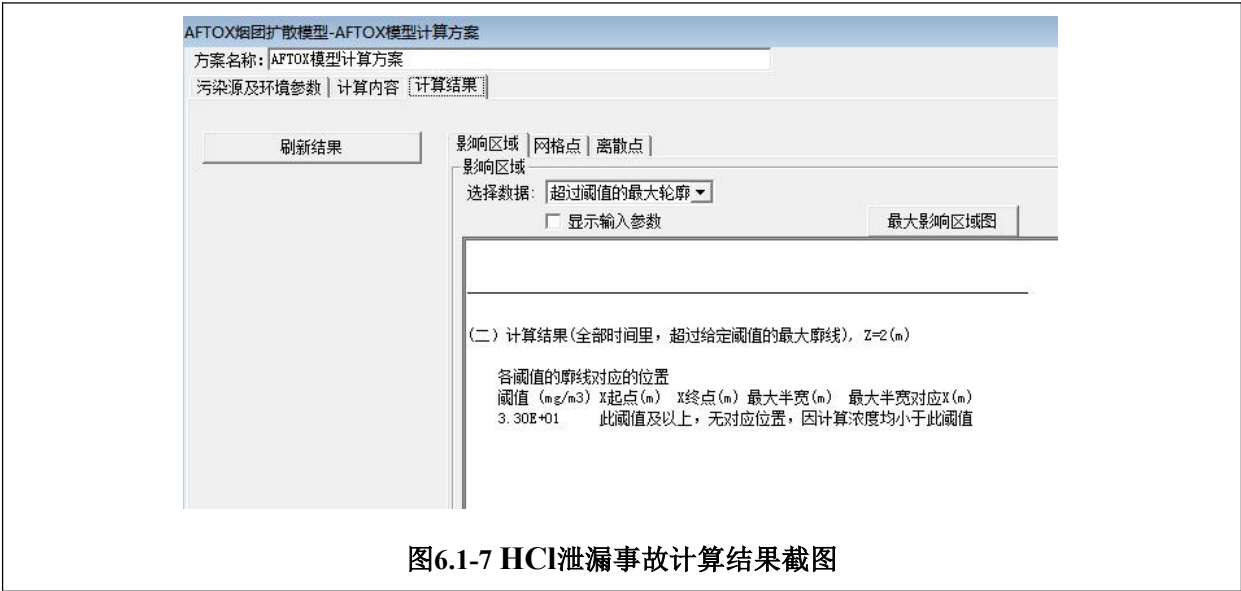 AFTOX烟团扩散模型-AFTOX模型计算方案
方案名称: AFTOX模型计算方案
污染源及环境参数 计算内容 计算结果
刷新结果
影响区域 网格点 离散点
影响区域
选择数据: 超过阈值的最大轮廓
显示输入参数 最大影响区域图
(二) 计算结果(全部时间里，超过给定阈值的最大廓线), Z=2(m)
各阈值的廓线对应的位置
阈值 (mg/m3) X起点(m) X终点(m) 最大半宽(m) 最大半宽对应X(m)
3.30E+01 此阈值及以上，无对应位置，因计算浓度均小于此阈值
图6.1-7 HCl泄漏事故计算结果截图